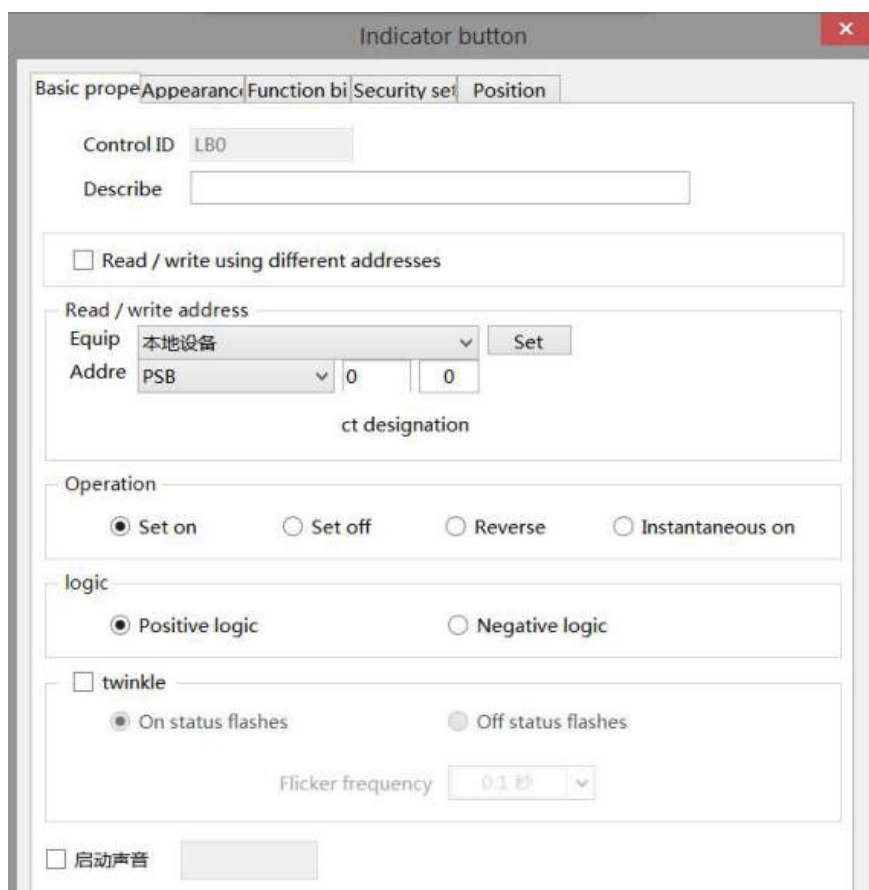 Indicator button
Basic prope Appearanc Function bi Security set Position
Control ID LB0
Describe
Read / write using different addresses
Read / write address
Equip 本地设备 Set
Addre PSB 0 0
ct designation
Operation
Set on Set off Reverse Instantaneous on
logic
Positive logic Negative logic
twinkle
On status flashes Off status flashes
Flicker frequency 0.1 秒
启动声音